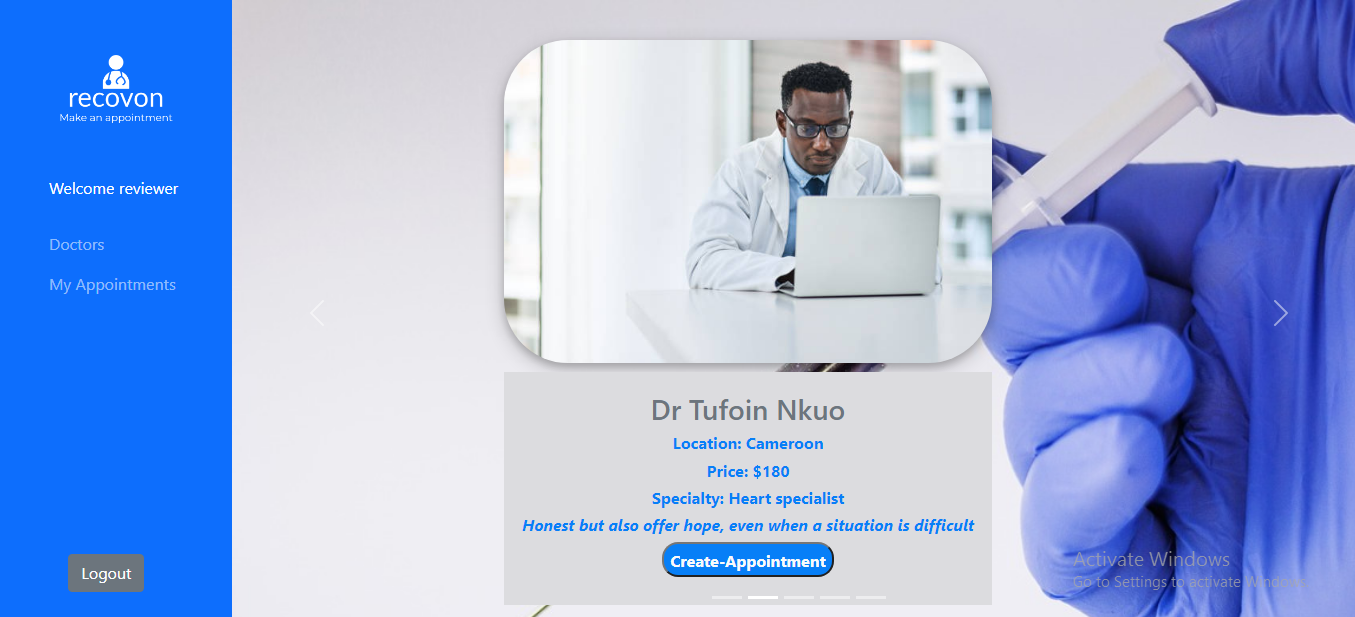 recovon
Make an appointment
Welcome reviewer
Doctors
My Appointments
Logout
Dr Tufoin Nkuo
Location: Cameroon
Price: $180
Specialty: Heart specialist
Honest but also offer hope, even when a situation is difficult
Create-Appointment
Activate Windows
Go to Settings to activate Windows.